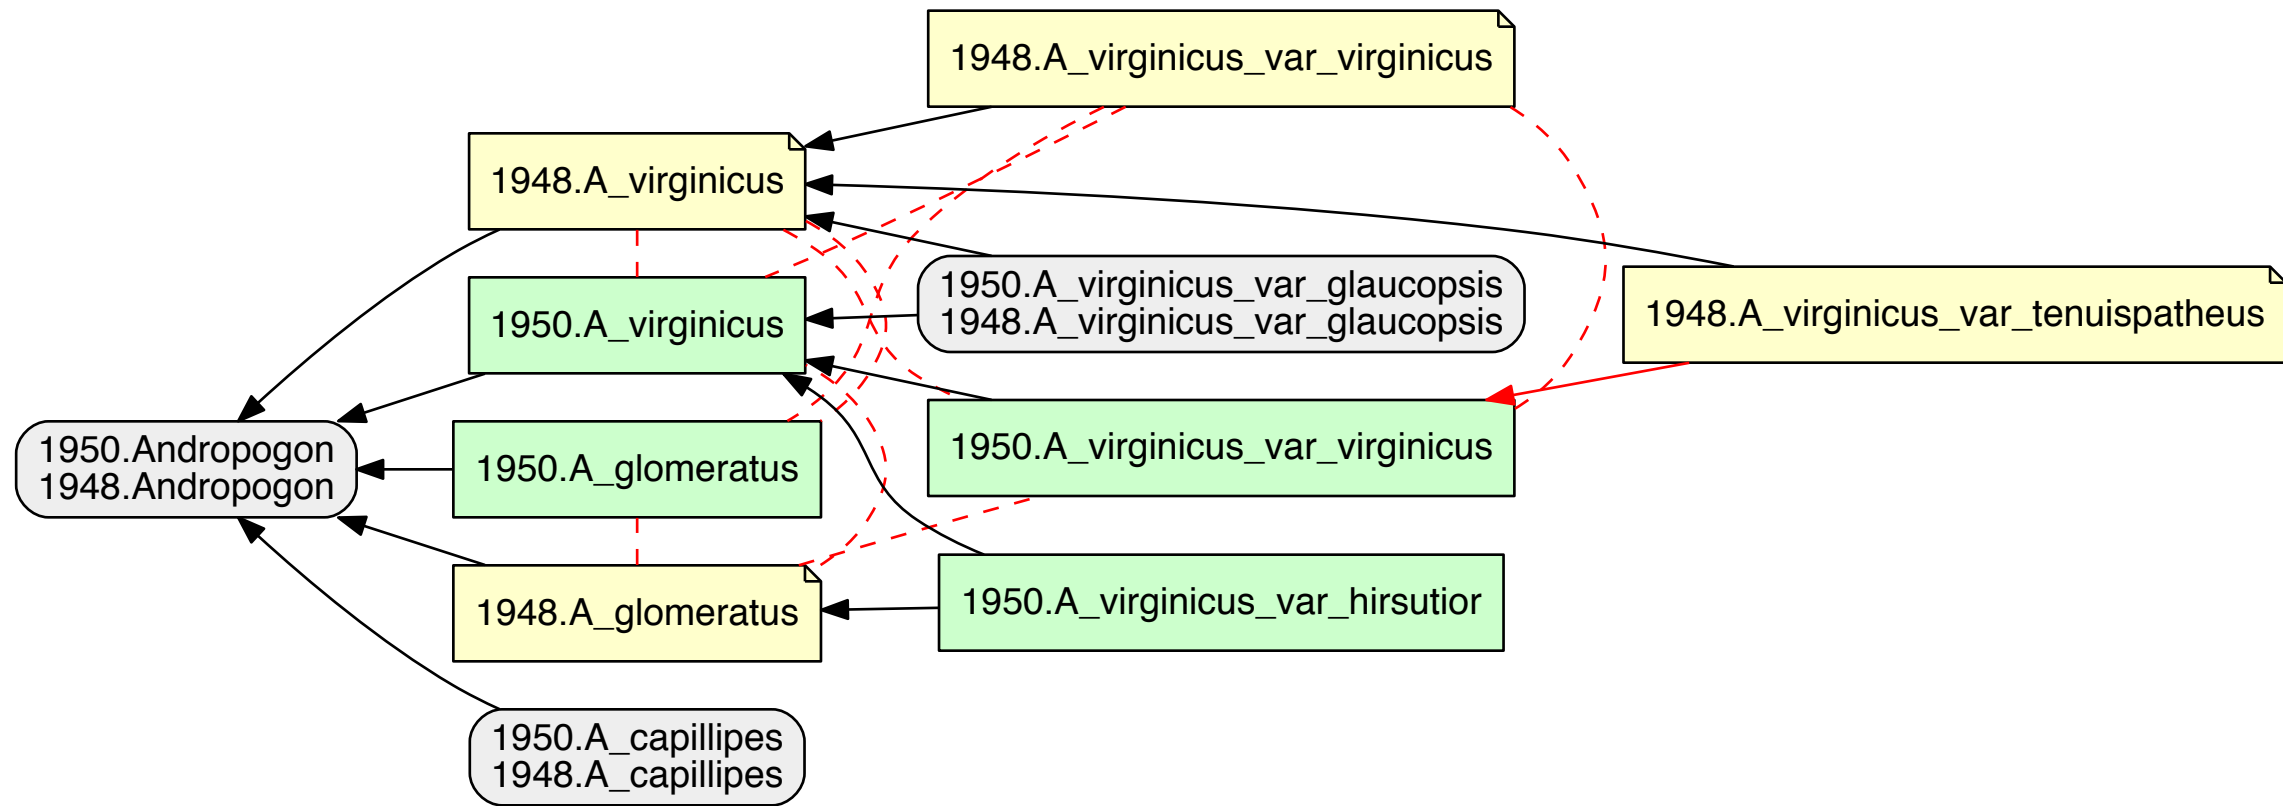 1948.A_virginicus_var_virginicus
1948.A_virginicus
1950.A_virginicus_var_glaucopsis
1948.A_virginicus_var_glaucopsis
1948.A_virginicus_var_tenuispatheus
1950.A_virginicus
1950.A_virginicus_var_virginicus
1950.Andropogon
1948.Andropogon
1950.A_glomeratus
1950.A_virginicus_var_hirsutior
1948.A_glomeratus
1950.A_capillipes
1948.A_capillipes